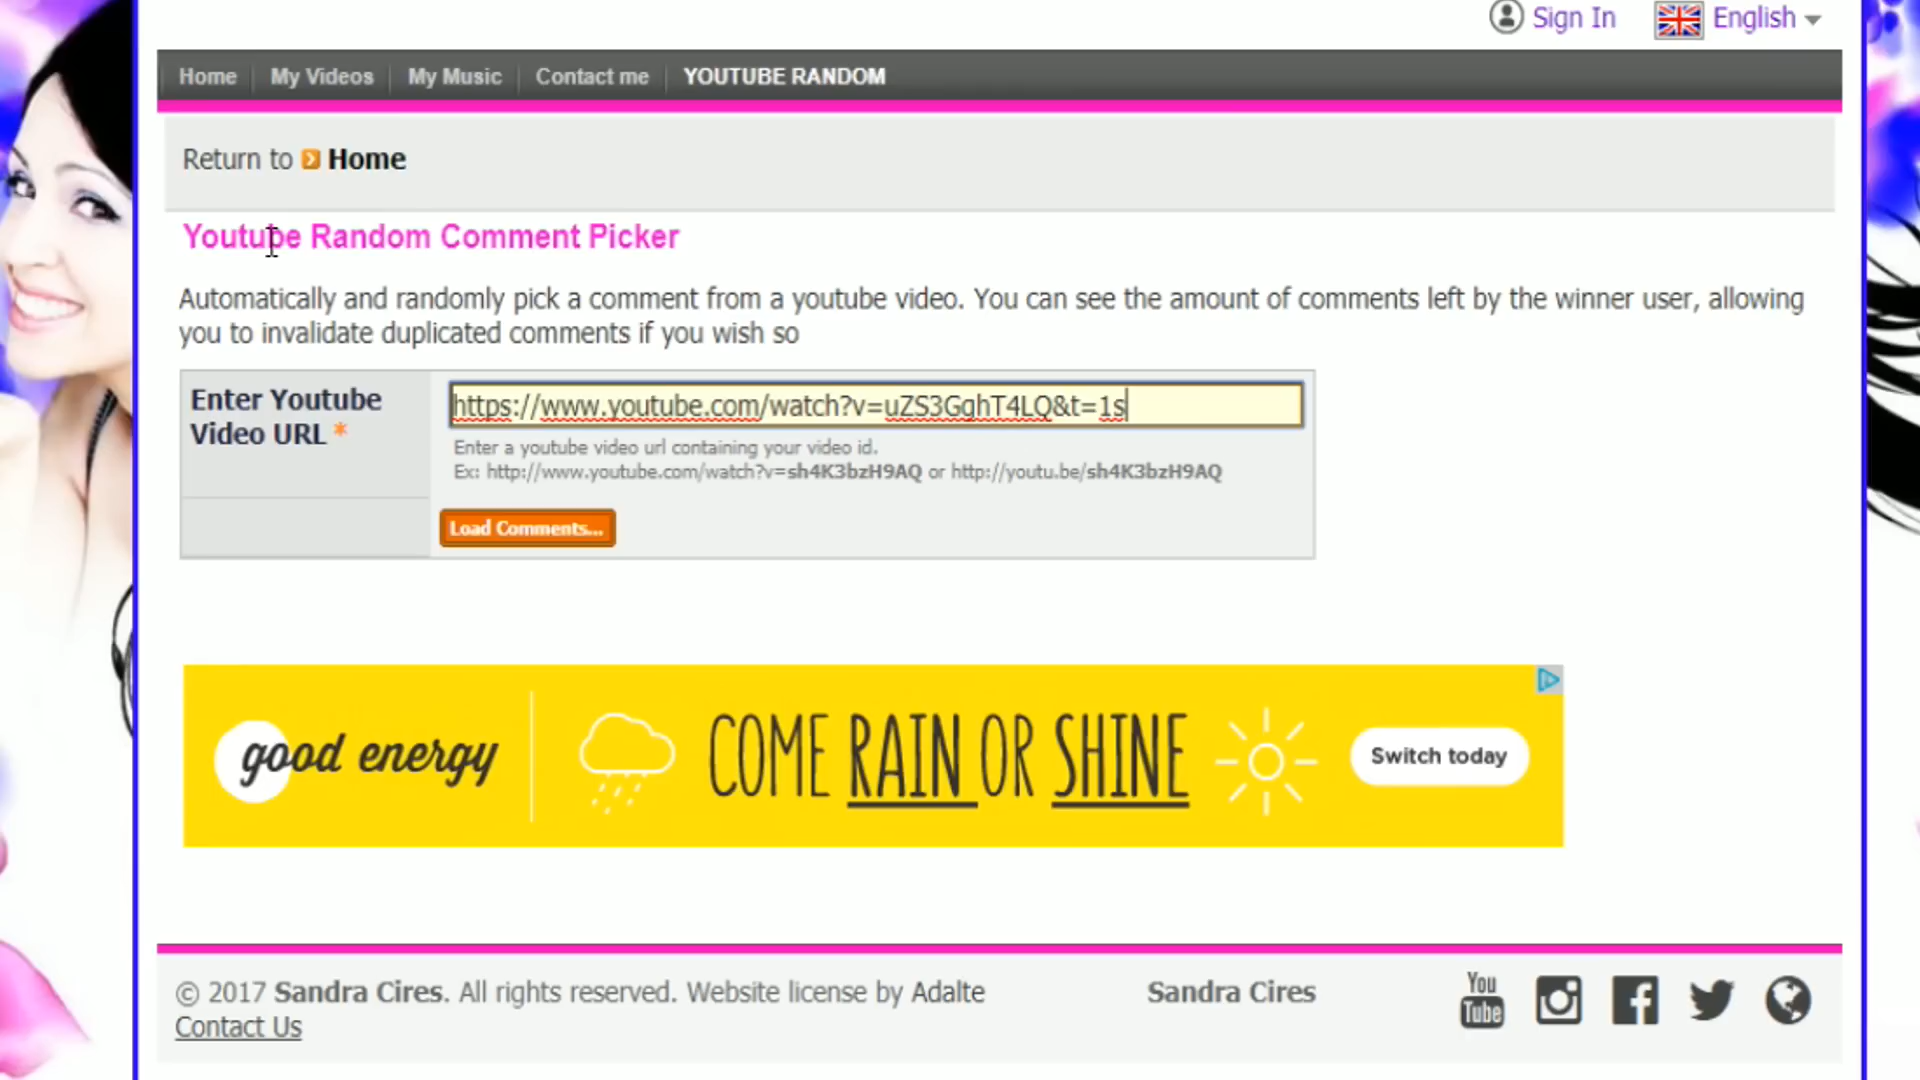 Sign In English
Home My Videos My Music Contact me YOUTUBE RANDOM
Return to Home
Youtube Random Comment Picker
Automatically and randomly pick a comment from a youtube video. You can see the amount of comments left by the winner user, allowing
you to invalidate duplicated comments if you wish so
Enter Youtube
Video URL *
https://www.youtube.com/watch?v=uZS3GghT4LQ&t=1s
Enter a youtube video url containing your video id.
Ex: http://www.youtube.com/watch?v=sh4K3bzH9AQ or http://youtu.be/sh4K3bzH9AQ
Load Comments...
good energy COME RAIN OR SHINE Switch today
© 2017 Sandra Cires. All rights reserved. Website license by Adalte
Contact Us
Sandra Cires
You
Tube